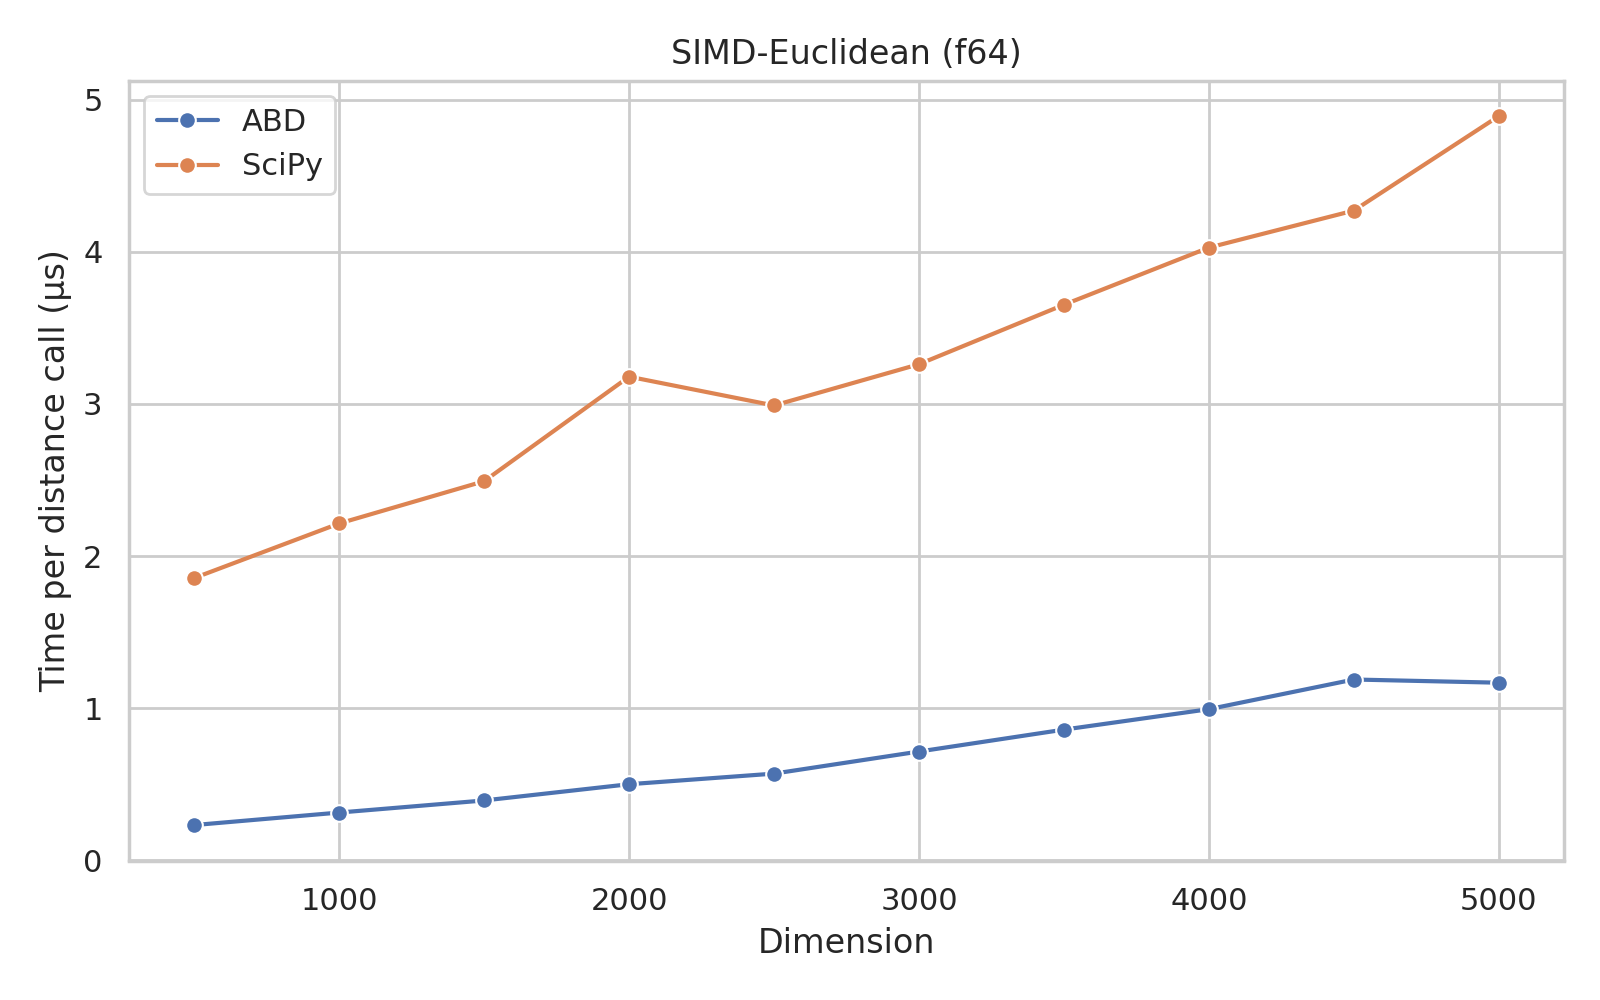 SIMD-Euclidean (f64)
ABD
SciPy
Time per distance call (µs)
5
4
3
2
1
0
1000 2000 3000 4000 5000
Dimension